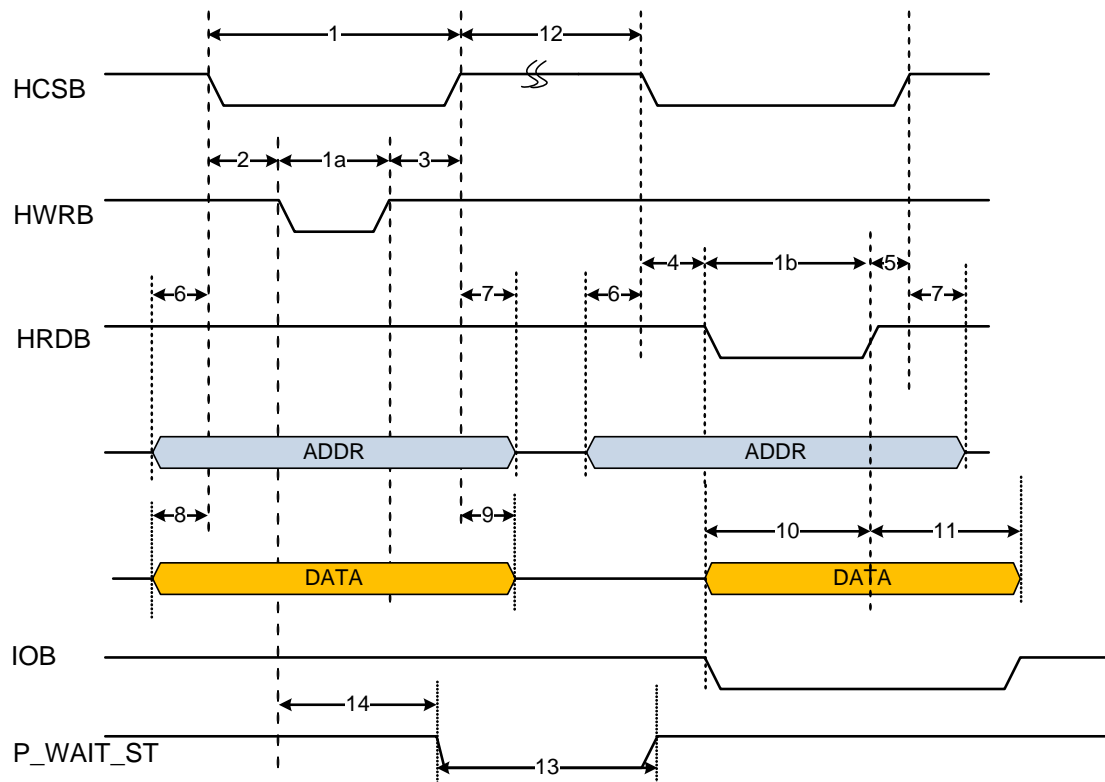 1 12
HCSB
2 1a 3
HWRB
4 1b 5
6 7 6 7
HRDB
ADDR ADDR
8 9 10 11
DATA DATA
IOB
14
P_WAIT_ST
13